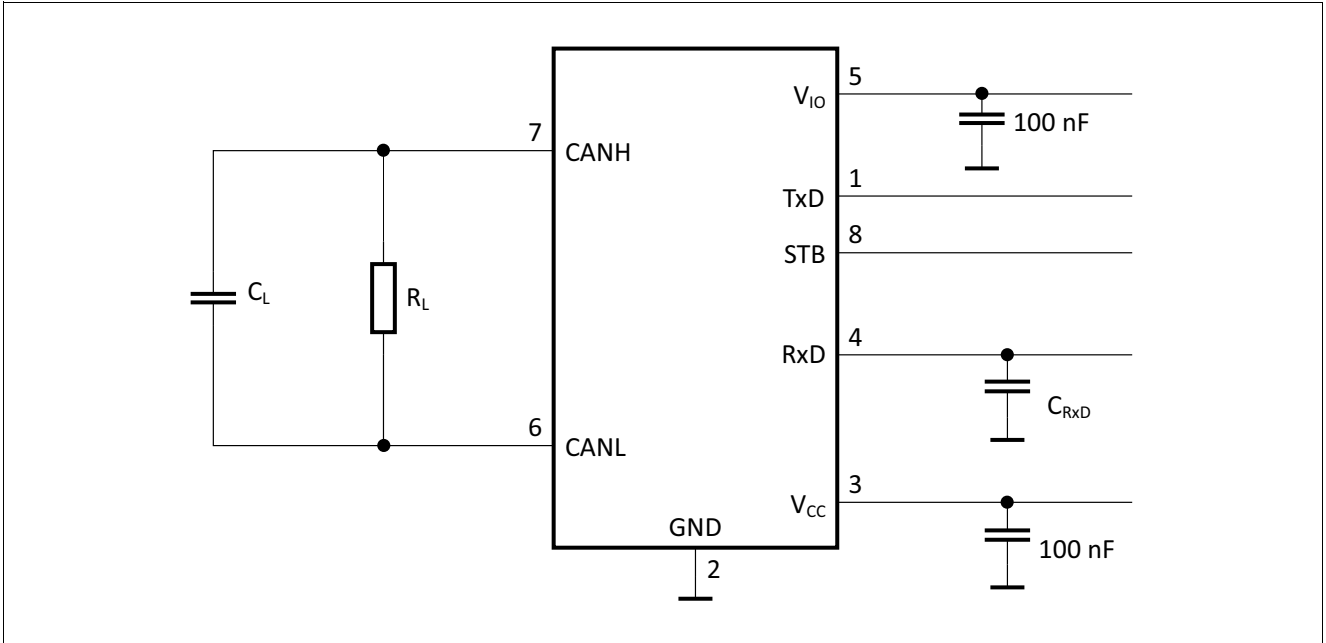 5
V_IO
100 nF
7
CANH
1
TxD
8
STB
C_L
R_L
4
RxD
C_RxD
6
CANL
3
V_CC
GND
100 nF
2